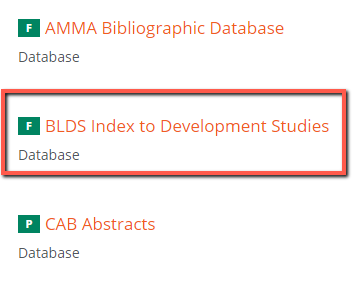 F AMMA Bibliographic Database
Database
F BLDS Index to Development Studies
Database
P CAB Abstracts
Database